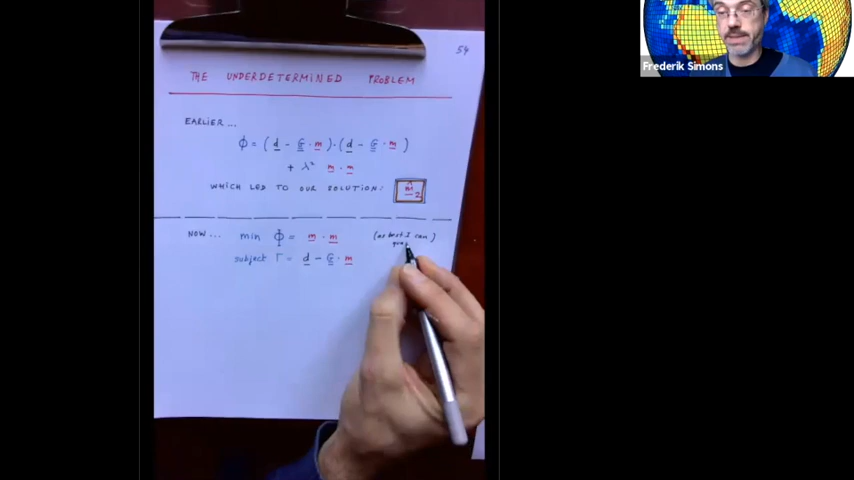 54
THE UNDERDETERMINED PROBLEM
EARLIER...
Φ = (d - G · m) · (d - G · m)
+ λ² m · m
WHICH LED TO OUR SOLUTION: m̂₂
NOW... min Φ = m · m (as best I can
subject Γ = d - G · m
Frederik Simons